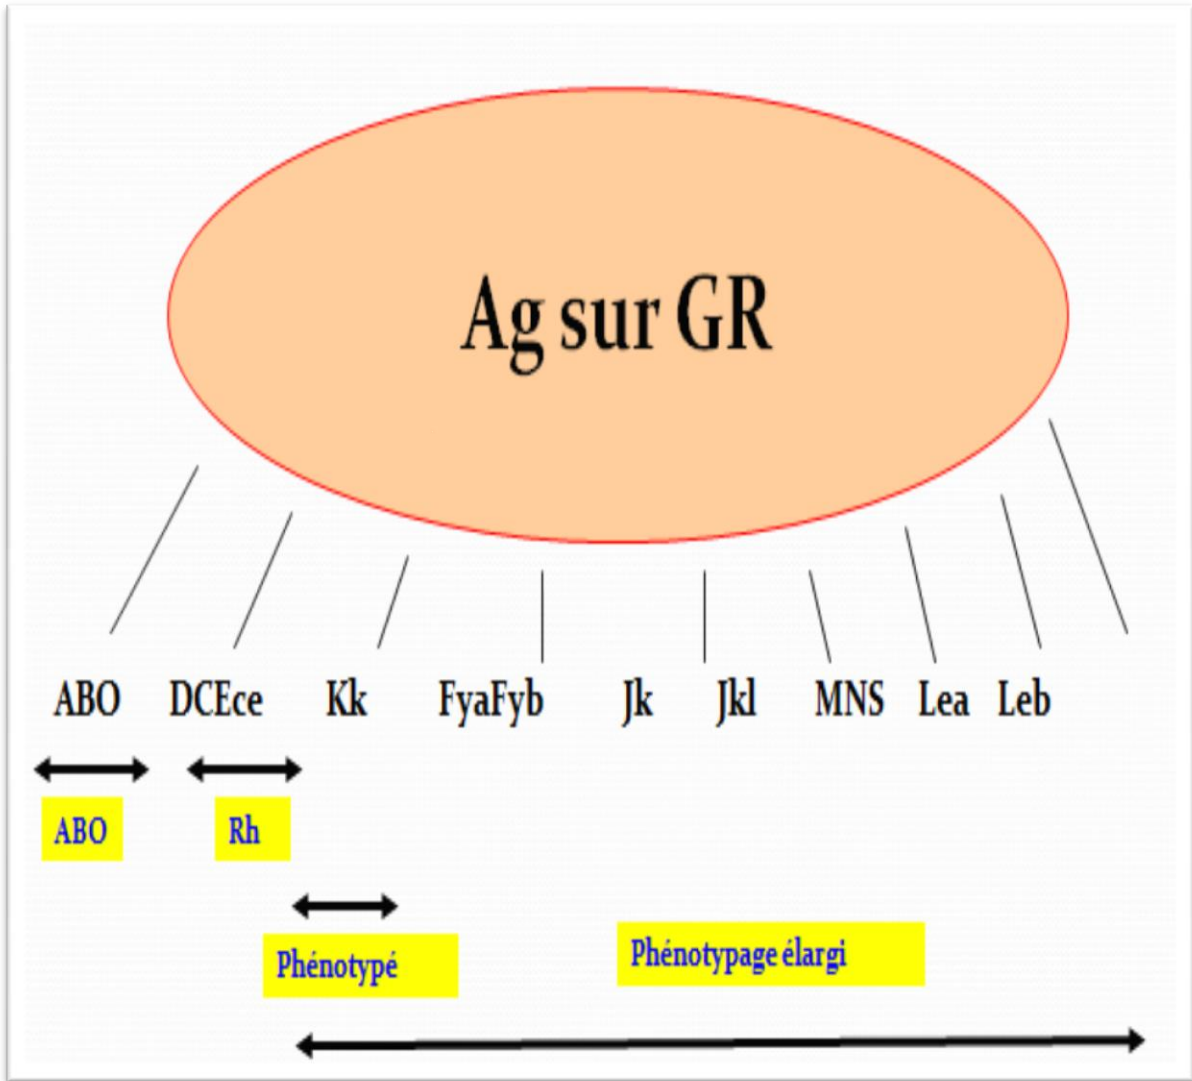 Ag sur GR
ABO DCEce Kk FyaFyb Jk Jkl MNS Lea Leb
ABO Rh
Phénotypé Phénotypage élargi